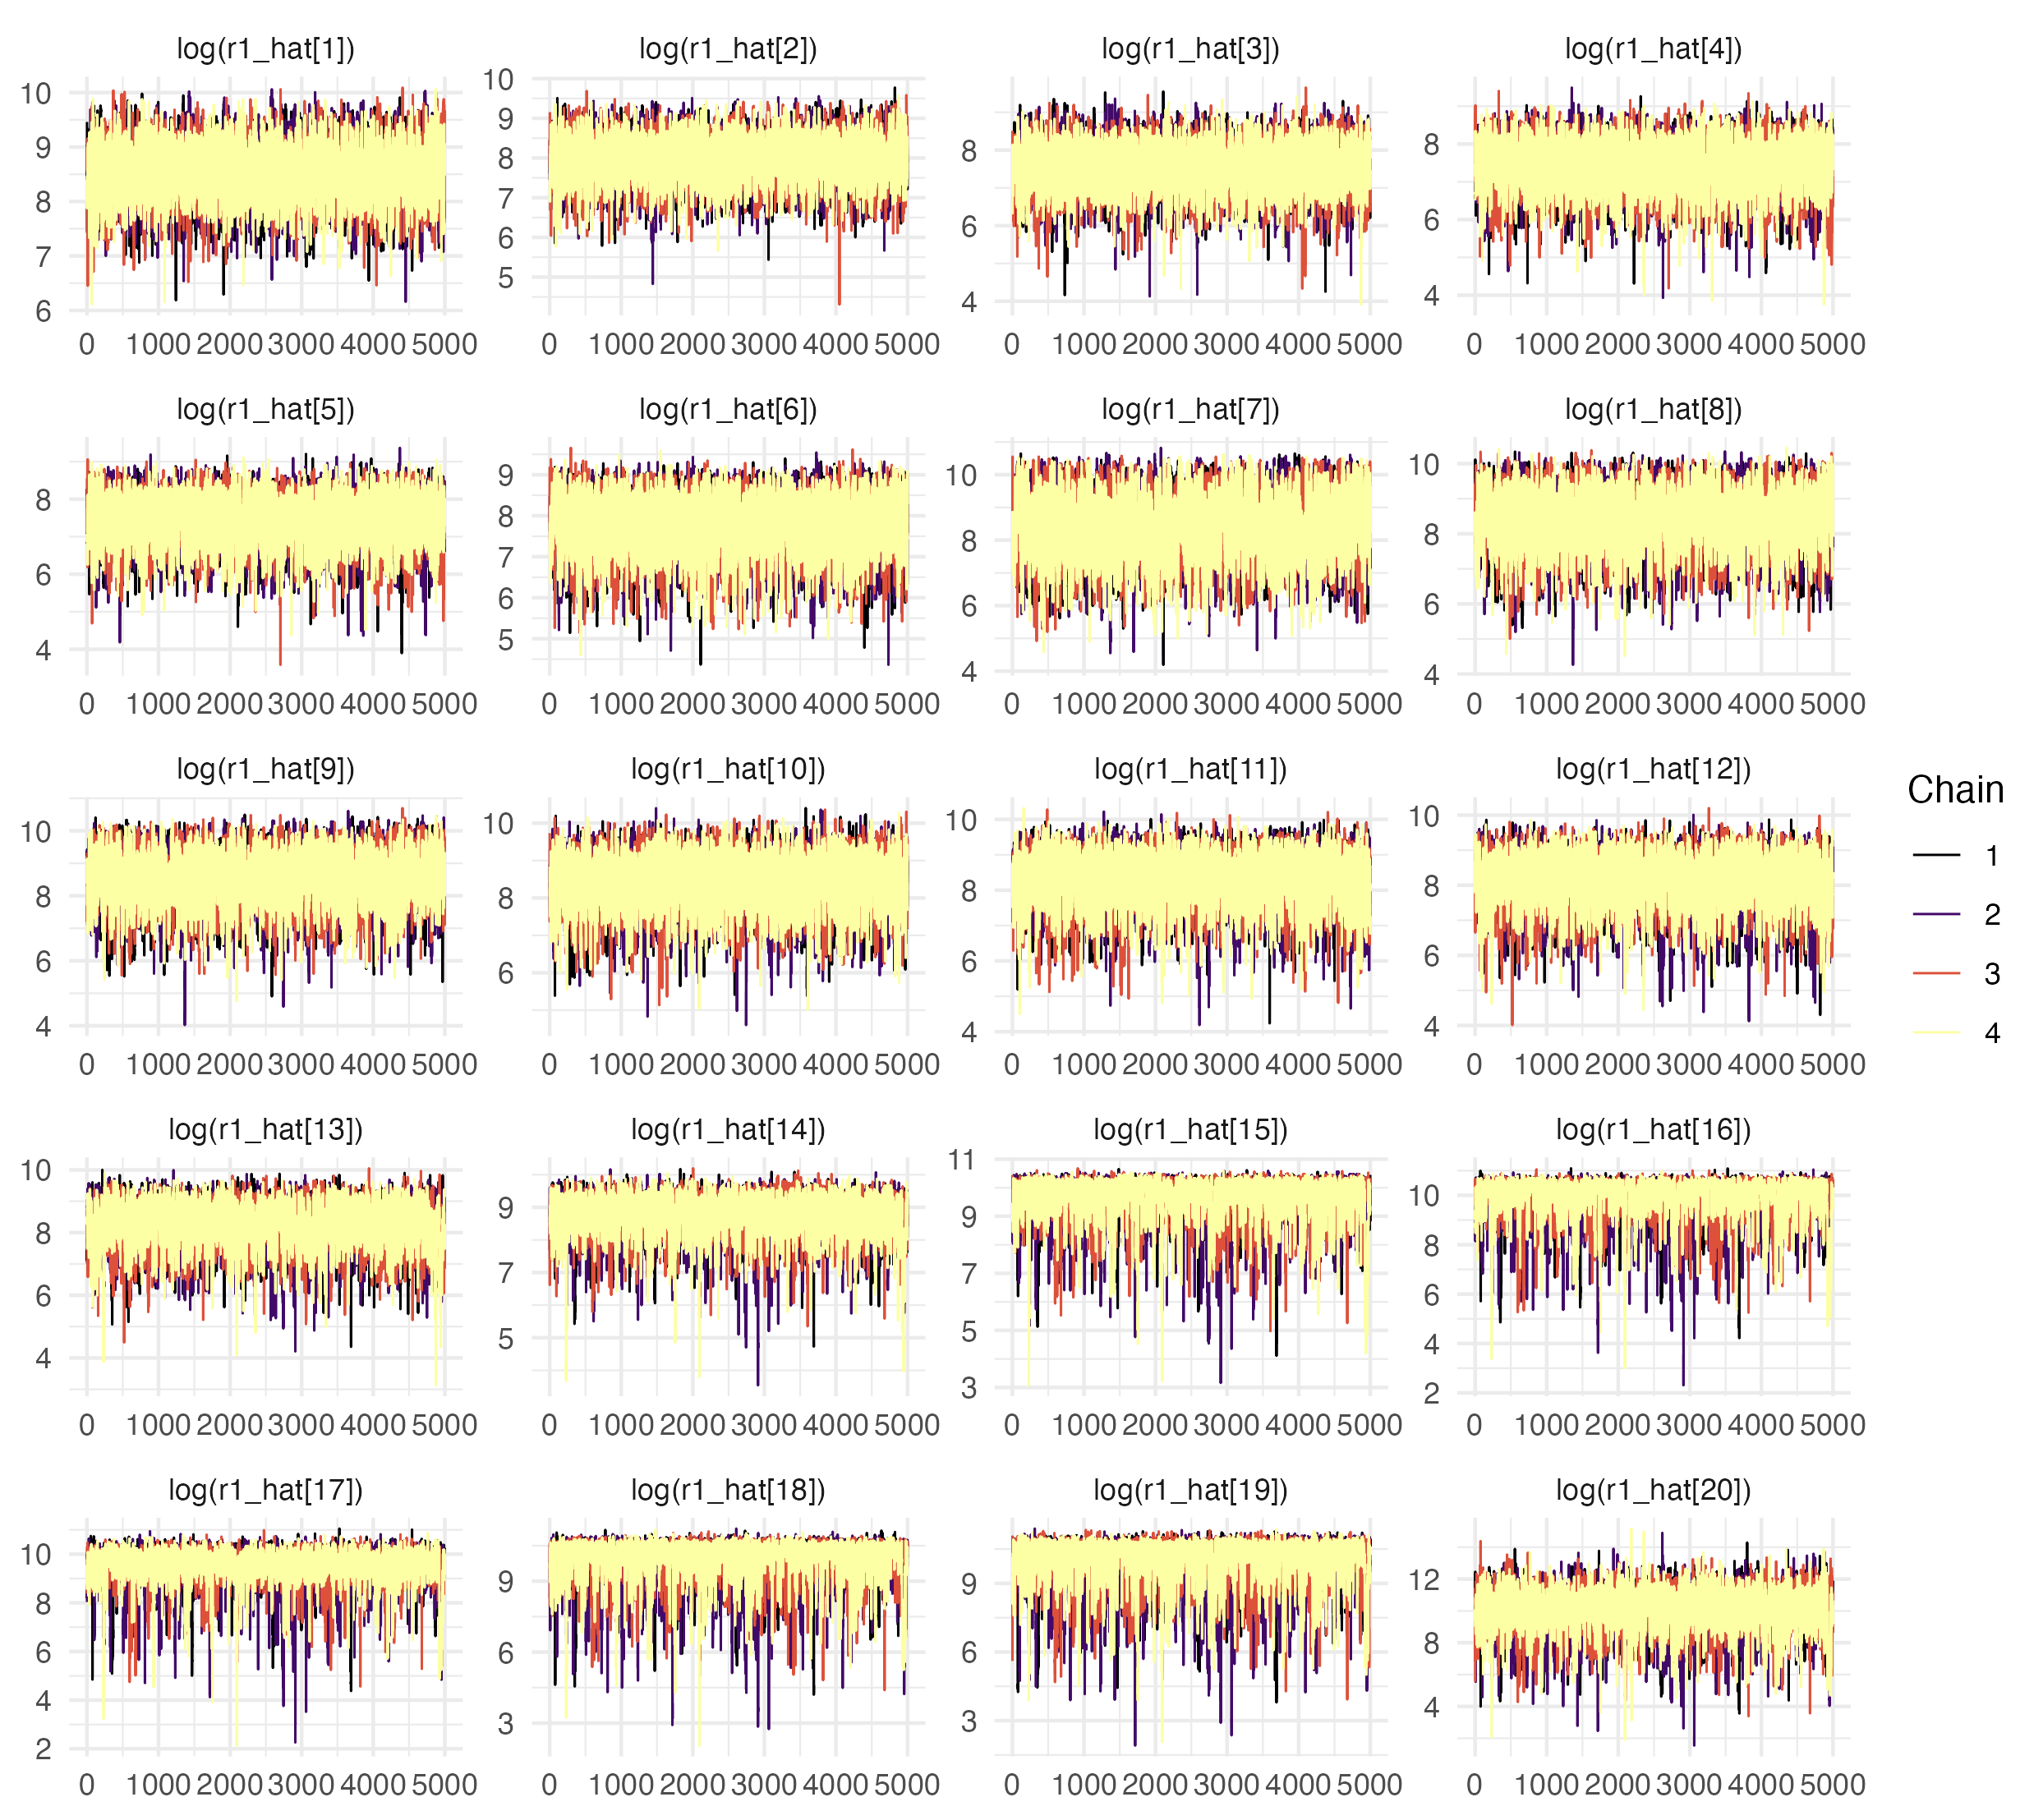 log(r1_hat[1]) log(r1_hat[2]) log(r1_hat[3]) log(r1_hat[4])
10 9 8 7 6
10 9 8 7 6 5
8 6 4
8 6 4
0 1000 2000 3000 4000 5000 0 1000 2000 3000 4000 5000 0 1000 2000 3000 4000 5000 0 1000 2000 3000 4000 5000
log(r1_hat[5]) log(r1_hat[6]) log(r1_hat[7]) log(r1_hat[8])
8 6 4
9 8 7 6 5
10 8 6 4
10 8 6 4
0 1000 2000 3000 4000 5000 0 1000 2000 3000 4000 5000 0 1000 2000 3000 4000 5000 0 1000 2000 3000 4000 5000
log(r1_hat[9]) log(r1_hat[10]) log(r1_hat[11]) log(r1_hat[12])
10 8 6 4
10 8 6
10 8 6 4
10 8 6 4
0 1000 2000 3000 4000 5000 0 1000 2000 3000 4000 5000 0 1000 2000 3000 4000 5000 0 1000 2000 3000 4000 5000
log(r1_hat[13]) log(r1_hat[14]) log(r1_hat[15]) log(r1_hat[16])
10 8 6 4
9 7 5
11 9 7 5 3
10 8 6 4 2
0 1000 2000 3000 4000 5000 0 1000 2000 3000 4000 5000 0 1000 2000 3000 4000 5000 0 1000 2000 3000 4000 5000
log(r1_hat[17]) log(r1_hat[18]) log(r1_hat[19]) log(r1_hat[20])
10 8 6 4 2
9 6 3
9 6 3
12 8 4
0 1000 2000 3000 4000 5000 0 1000 2000 3000 4000 5000 0 1000 2000 3000 4000 5000 0 1000 2000 3000 4000 5000
Chain
1
2
3
4